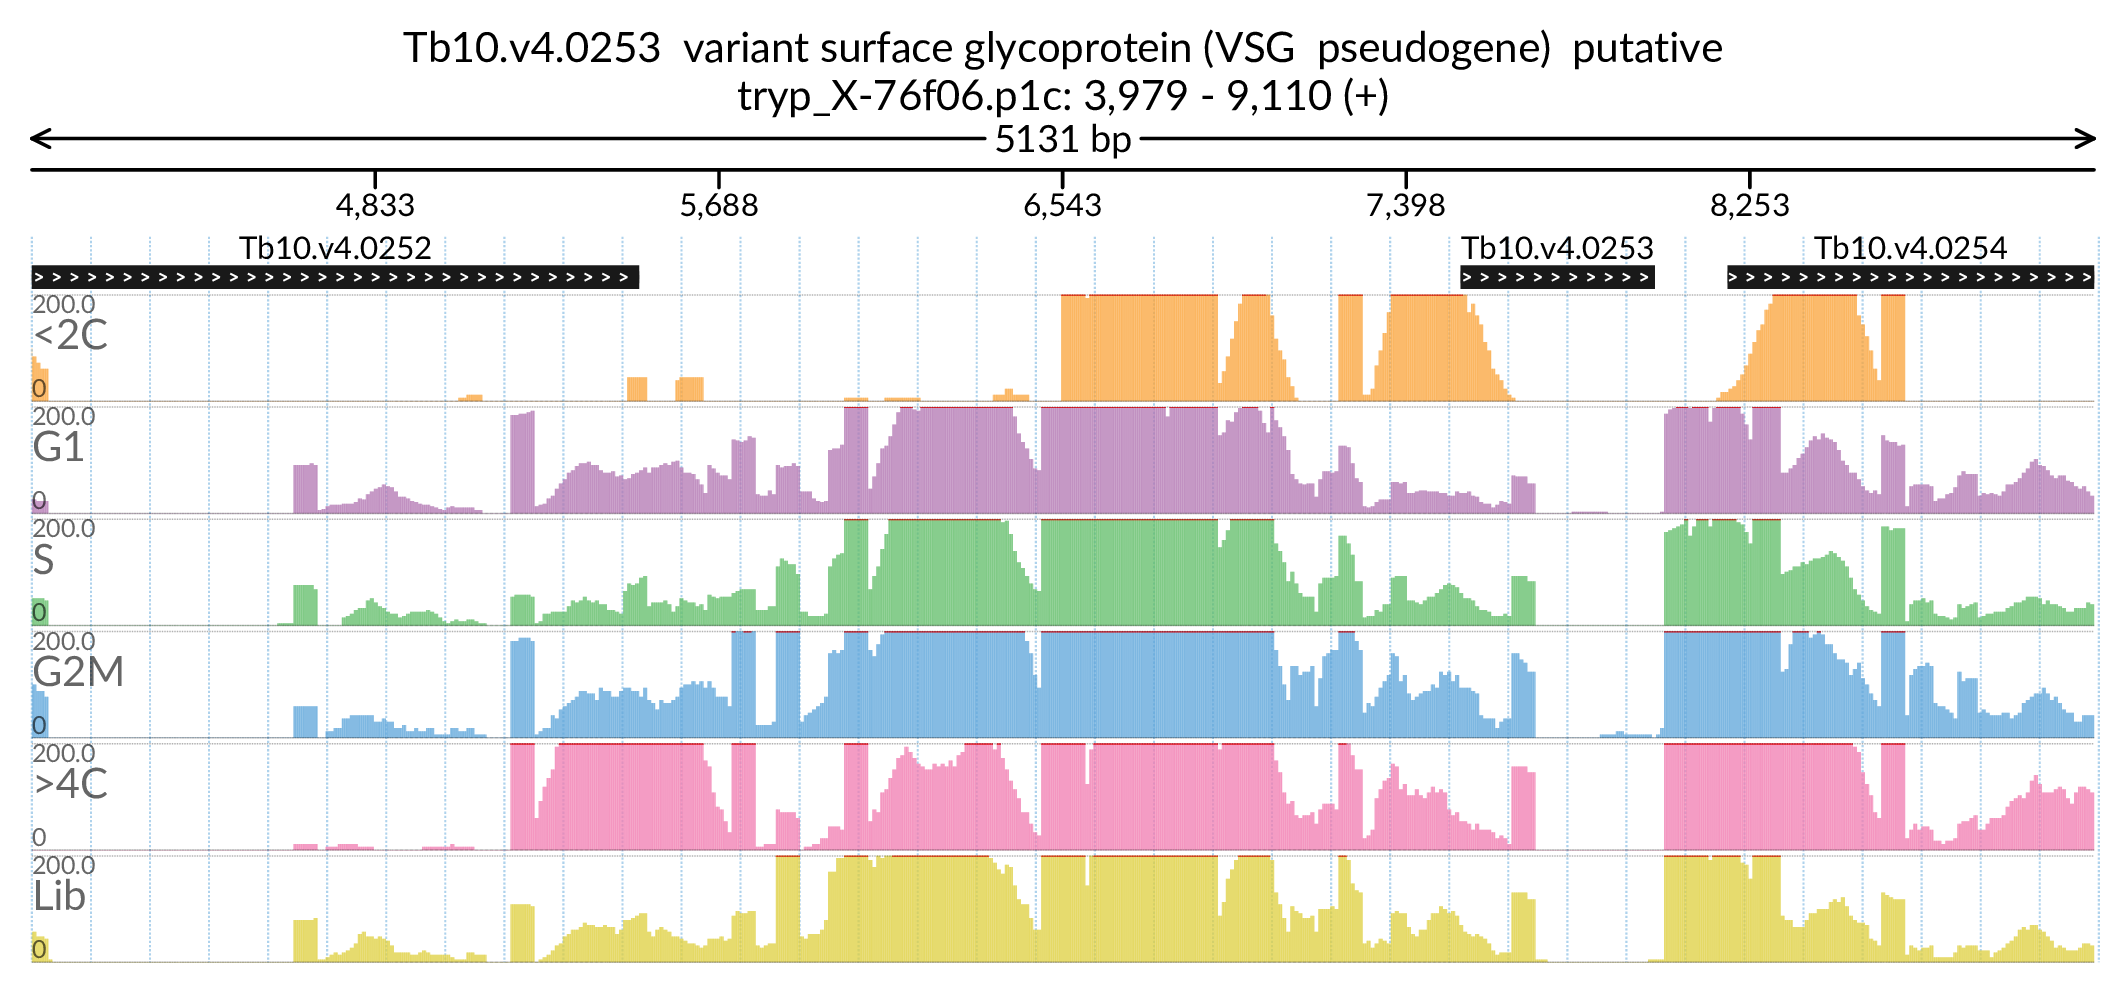 Tb10.v4.0253 variant surface glycoprotein (VSG pseudogene) putative
tryp_X-76f06.p1c: 3,979 - 9,110 (+)
5131 bp
4,833 5,688 6,543 7,398 8,253
Tb10.v4.0252 Tb10.v4.0253 Tb10.v4.0254
200.0
<2C
0
200.0
G1
0
200.0
S
0
200.0
G2M
0
200.0
>4C
0
200.0
Lib
0